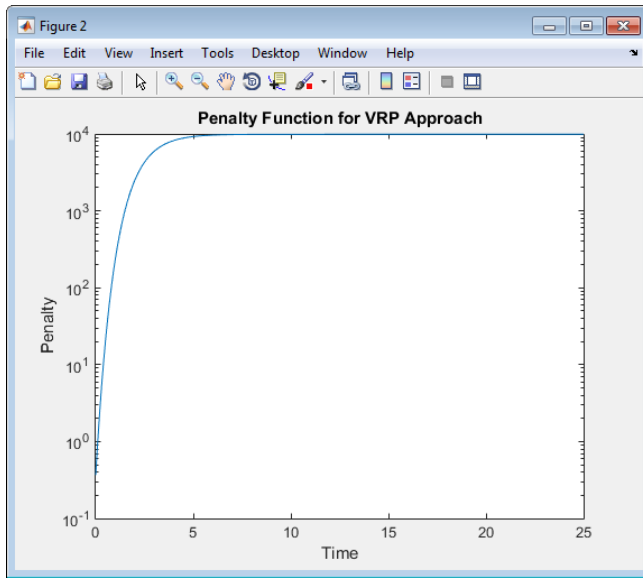 Figure 2
File Edit View Insert Tools Desktop Window Help
Penalty Function for VRP Approach
10^4
10^3
10^2
10^1
10^0
10^-1
Penalty
0 5 10 15 20 25
Time